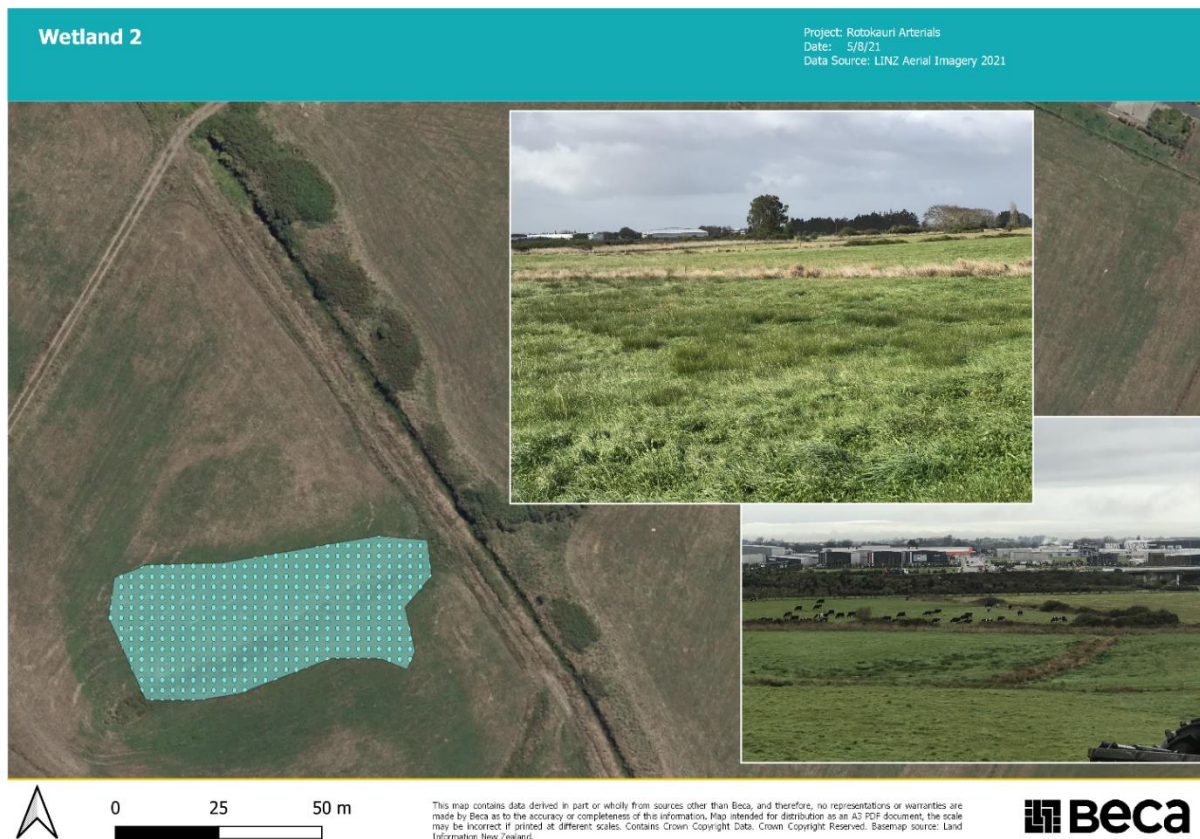 Wetland 2
Project: Rotokauri Arterials
Date: 5/8/21
Data Source: LINZ Aerial Imagery 2021
0 25 50 m
This map contains data derived in part or wholly from sources other than Beca, and therefore, no representations or warranties are
made by Beca as to the accuracy or completeness of this information. Map intended for distribution as an A3 PDF document, the scale
may be incorrect if printed at different scales. Contains Crown Copyright Data. Crown Copyright Reserved. Basemap source: Land
Information New Zealand.
BECA